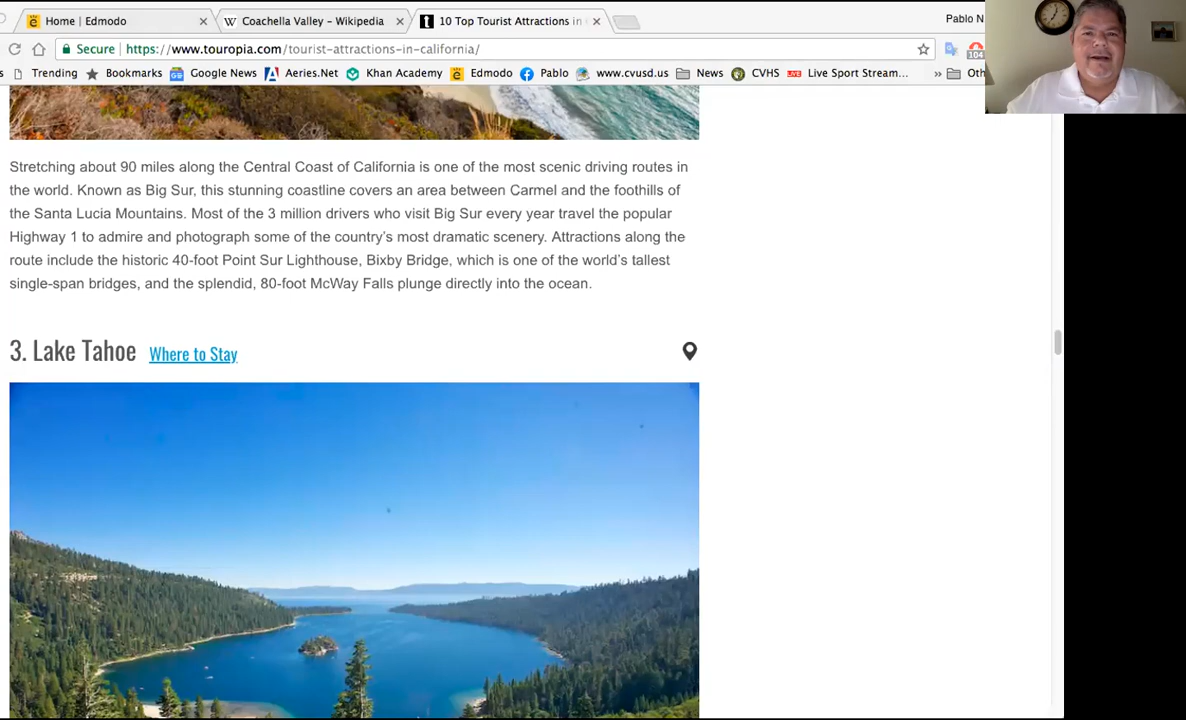 Home | Edmodo
Coachella Valley - Wikipedia
10 Top Tourist Attractions in
Pablo N
Secure
https://www.touropia.com/tourist-attractions-in-california/
104
s
Trending
Bookmarks
Google News
Aeries.Net
Khan Academy
Edmodo
Pablo
www.cvusd.us
News
CVHS
LIVE
Live Sport Stream...
»
Oth
Stretching about 90 miles along the Central Coast of California is one of the most scenic driving routes in
the world. Known as Big Sur, this stunning coastline covers an area between Carmel and the foothills of
the Santa Lucia Mountains. Most of the 3 million drivers who visit Big Sur every year travel the popular
Highway 1 to admire and photograph some of the country’s most dramatic scenery. Attractions along the
route include the historic 40-foot Point Sur Lighthouse, Bixby Bridge, which is one of the world’s tallest
single-span bridges, and the splendid, 80-foot McWay Falls plunge directly into the ocean.
3. Lake Tahoe Where to Stay